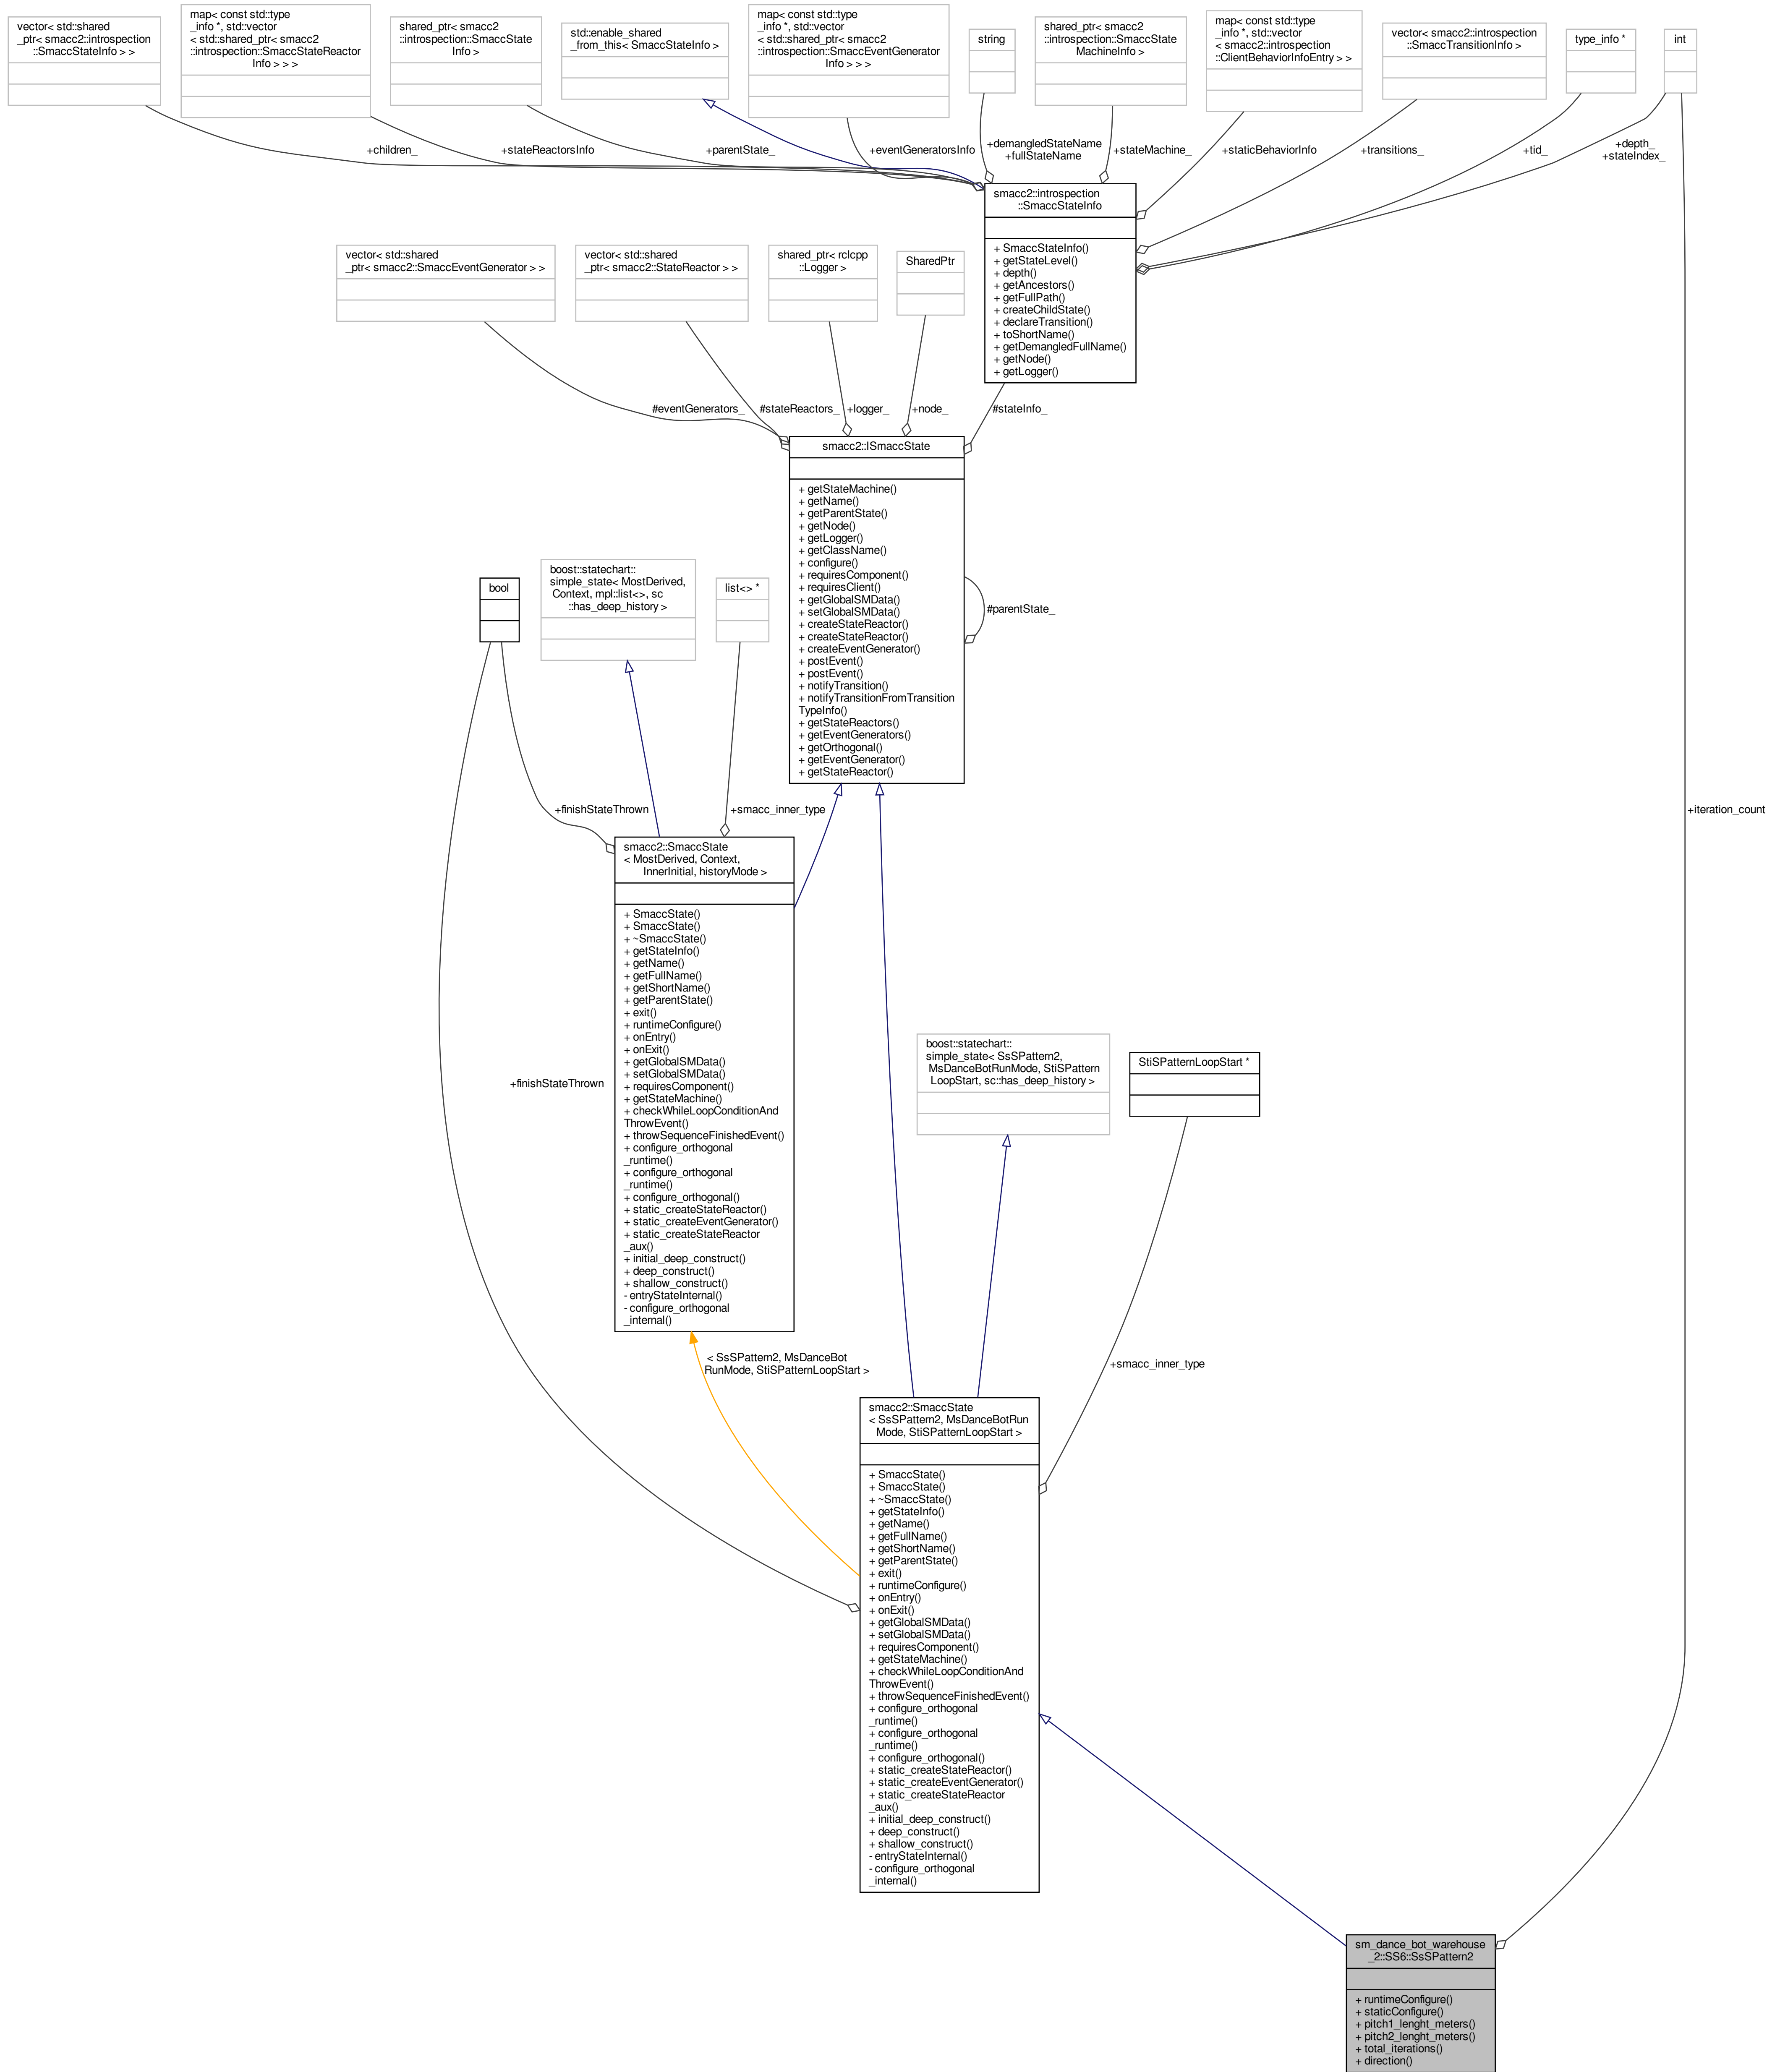 vector< std::shared
_ptr< smacc2::introspection
::SmaccStateInfo > >
map< const std::type
_info *, std::vector
< std::shared_ptr< smacc2
::introspection::SmaccStateReactor
Info > > >
shared_ptr< smacc2
::introspection::SmaccState
Info >
std::enable_shared
_from_this< SmaccStateInfo >
map< const std::type
_info *, std::vector
< std::shared_ptr< smacc2
::introspection::SmaccEventGenerator
Info > > >
string
shared_ptr< smacc2
::introspection::SmaccState
MachineInfo >
map< const std::type
_info *, std::vector
< smacc2::introspection
::ClientBehaviorInfoEntry > >
vector< smacc2::introspection
::SmaccTransitionInfo >
type_info *
int
+children_
+stateReactorsInfo
+parentState_
+eventGeneratorsInfo
+demangledStateName
+fullStateName
+stateMachine_
+staticBehaviorInfo
+transitions_
+tid_
+depth_
+stateIndex_
smacc2::introspection
::SmaccStateInfo
+ SmaccStateInfo()
+ getStateLevel()
+ depth()
+ getAncestors()
+ getFullPath()
+ createChildState()
+ declareTransition()
+ toShortName()
+ getDemangledFullName()
+ getNode()
+ getLogger()
vector< std::shared
_ptr< smacc2::SmaccEventGenerator > >
vector< std::shared
_ptr< smacc2::StateReactor > >
shared_ptr< rclcpp
::Logger >
SharedPtr
#eventGenerators_
#stateReactors_
+logger_
+node_
#stateInfo_
smacc2::ISmaccState
+ getStateMachine()
+ getName()
+ getParentState()
+ getNode()
+ getLogger()
+ getClassName()
+ configure()
+ requiresComponent()
+ requiresClient()
+ getGlobalSMData()
+ setGlobalSMData()
+ createStateReactor()
+ createStateReactor()
+ createEventGenerator()
+ postEvent()
+ postEvent()
+ notifyTransition()
+ notifyTransitionFromTransition
TypeInfo()
+ getStateReactors()
+ getEventGenerators()
+ getOrthogonal()
+ getEventGenerator()
+ getStateReactor()
#parentState_
bool
boost::statechart::
simple_state< MostDerived,
Context, mpl::list<>, sc
::has_deep_history >
list<> *
+finishStateThrown
+smacc_inner_type
+iteration_count
smacc2::SmaccState
< MostDerived, Context,
InnerInitial, historyMode >
+ SmaccState()
+ SmaccState()
+ ~SmaccState()
+ getStateInfo()
+ getName()
+ getFullName()
+ getShortName()
+ getParentState()
+ exit()
+ runtimeConfigure()
+ onEntry()
+ onExit()
+ getGlobalSMData()
+ setGlobalSMData()
+ requiresComponent()
+ getStateMachine()
+ checkWhileLoopConditionAnd
ThrowEvent()
+ throwSequenceFinishedEvent()
+ configure_orthogonal
_runtime()
+ configure_orthogonal
_runtime()
+ configure_orthogonal()
+ static_createStateReactor()
+ static_createEventGenerator()
+ static_createStateReactor
_aux()
+ initial_deep_construct()
+ deep_construct()
+ shallow_construct()
- entryStateInternal()
- configure_orthogonal
_internal()
+finishStateThrown
boost::statechart::
simple_state< SsSPattern2,
MsDanceBotRunMode, StiSPattern
LoopStart, sc::has_deep_history >
StiSPatternLoopStart *
< SsSPattern2, MsDanceBot
RunMode, StiSPatternLoopStart >
+smacc_inner_type
smacc2::SmaccState
< SsSPattern2, MsDanceBotRun
Mode, StiSPatternLoopStart >
+ SmaccState()
+ SmaccState()
+ ~SmaccState()
+ getStateInfo()
+ getName()
+ getFullName()
+ getShortName()
+ getParentState()
+ exit()
+ runtimeConfigure()
+ onEntry()
+ onExit()
+ getGlobalSMData()
+ setGlobalSMData()
+ requiresComponent()
+ getStateMachine()
+ checkWhileLoopConditionAnd
ThrowEvent()
+ throwSequenceFinishedEvent()
+ configure_orthogonal
_runtime()
+ configure_orthogonal
_runtime()
+ configure_orthogonal()
+ static_createStateReactor()
+ static_createEventGenerator()
+ static_createStateReactor
_aux()
+ initial_deep_construct()
+ deep_construct()
+ shallow_construct()
- entryStateInternal()
- configure_orthogonal
_internal()
sm_dance_bot_warehouse
_2::SS6::SsSPattern2
+ runtimeConfigure()
+ staticConfigure()
+ pitch1_lenght_meters()
+ pitch2_lenght_meters()
+ total_iterations()
+ direction()